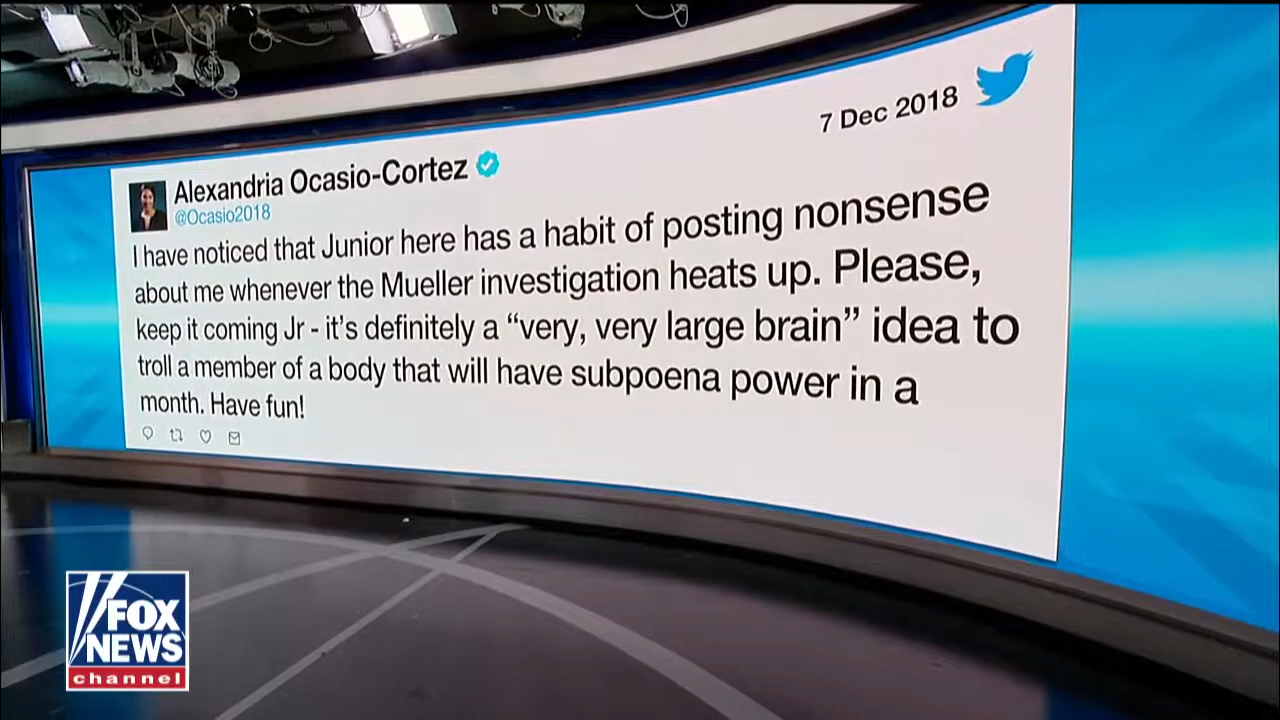 7 Dec 2018
Alexandria Ocasio-Cortez
@Ocasio2018
I have noticed that Junior here has a habit of posting nonsense
about me whenever the Mueller investigation heats up. Please,
keep it coming Jr - it's definitely a “very, very large brain” idea to
troll a member of a body that will have subpoena power in a
month. Have fun!
FOX
NEWS
channel